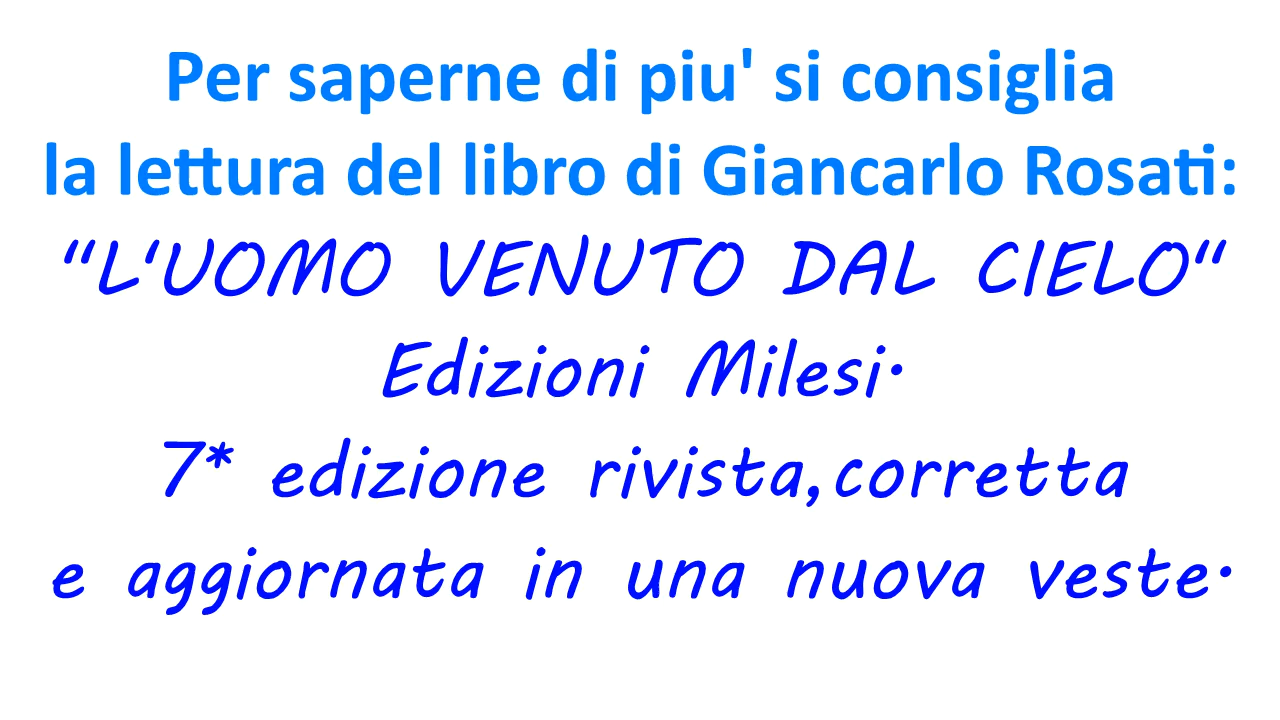 Per saperne di piu' si consiglia
la lettura del libro di Giancarlo Rosati:
"L'UOMO VENUTO DAL CIELO"
Edizioni Milesi.
7* edizione rivista,corretta
e aggiornata in una nuova veste.